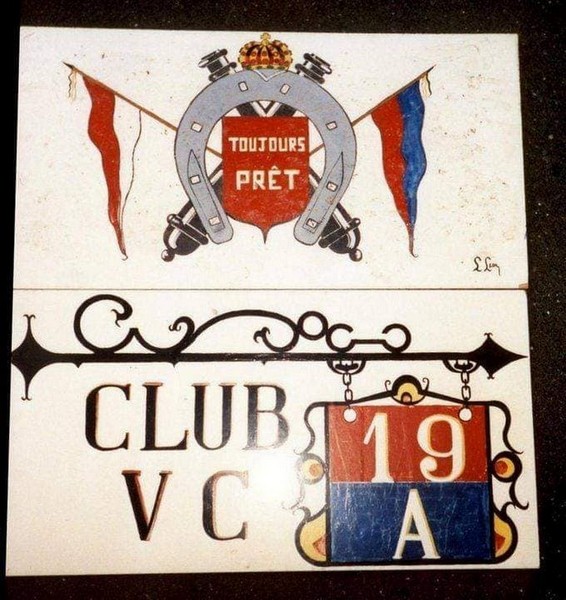 TOUJOURS
PRÊT
CLUB
V C
19
A